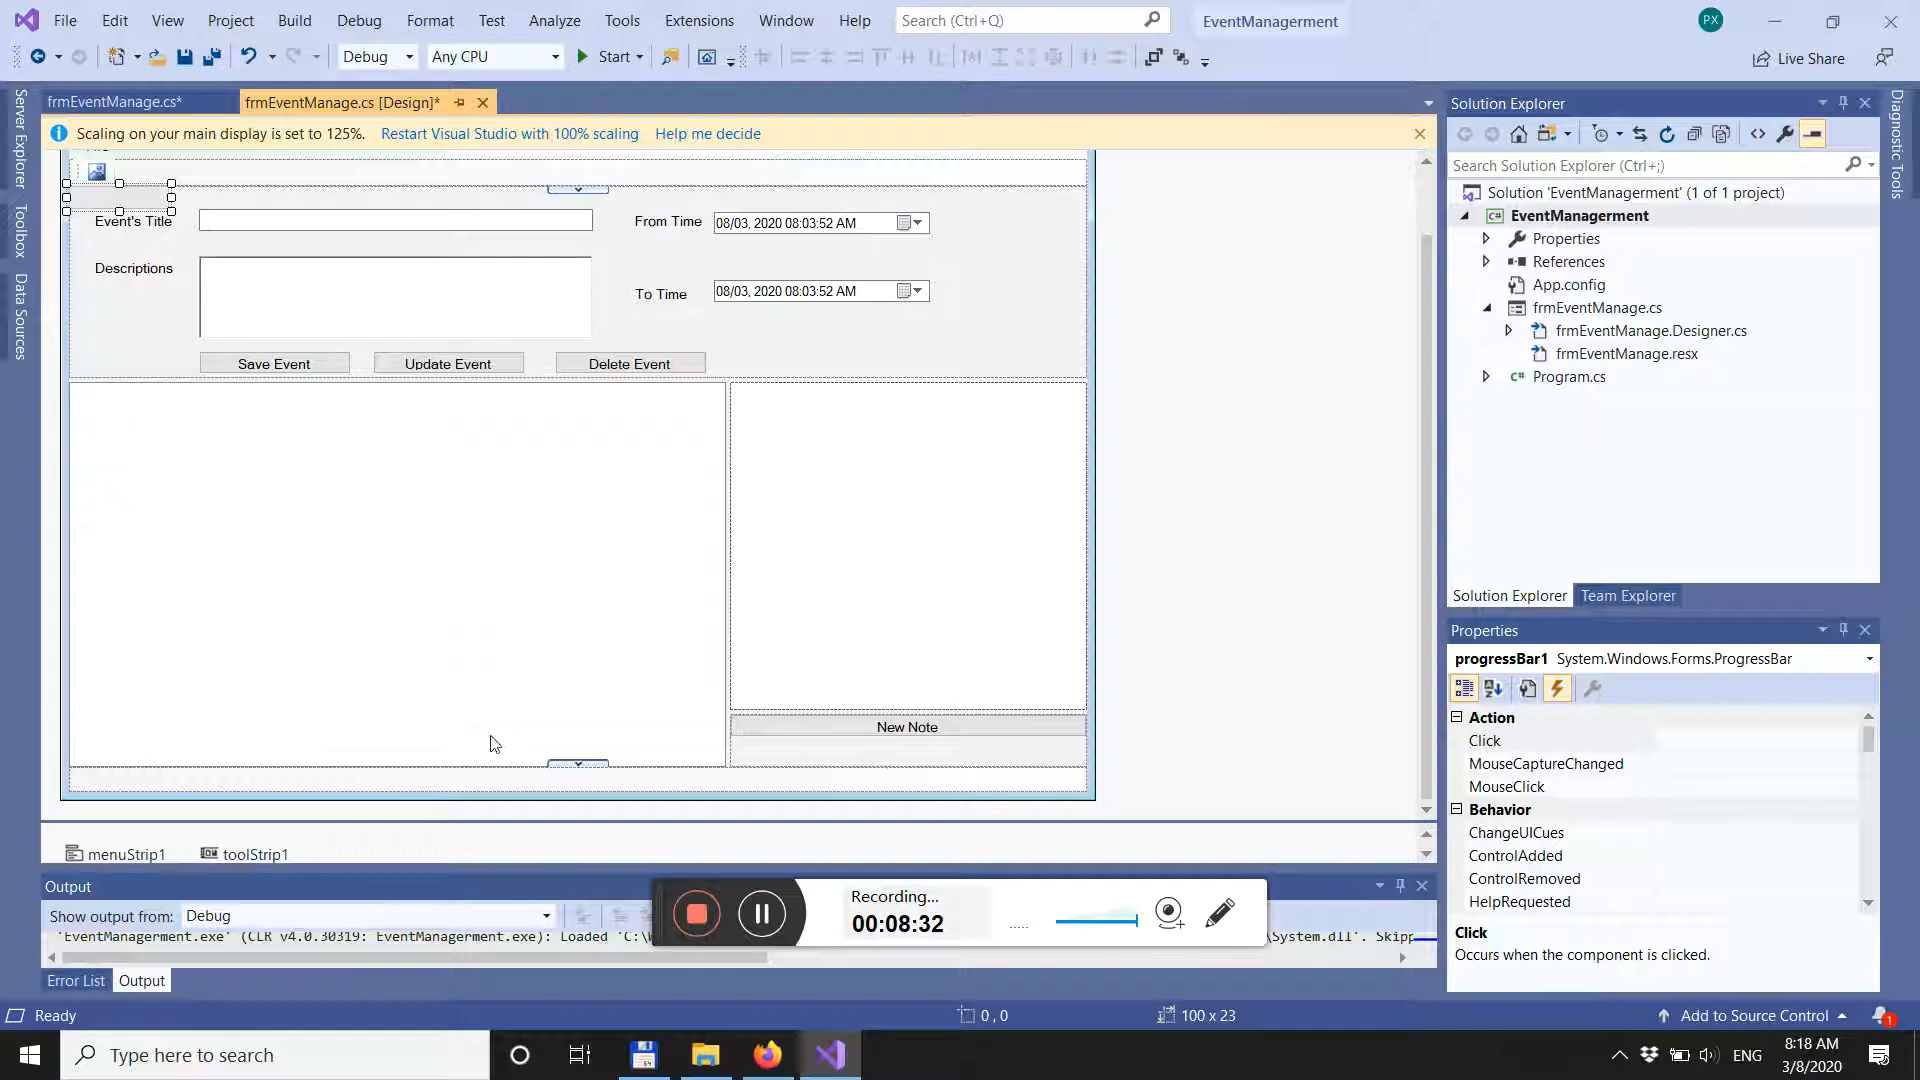 File Edit View Project Build Debug Format Test Analyze Tools Extensions Window Help Search (Ctrl+Q) EventManagerment PX
Debug Any CPU Start Live Share
frmEventManage.cs* frmEventManage.cs [Design]*
Scaling on your main display is set to 125%. Restart Visual Studio with 100% scaling Help me decide
Server Explorer
Toolbox
Data Sources
Event's Title From Time 08/03, 2020 08:03:52 AM
Descriptions
To Time 08/03, 2020 08:03:52 AM
Save Event Update Event Delete Event
New Note
menuStrip1 toolStrip1
Output
Show output from: Debug
'EventManagerment.exe' (CLR v4.0.30319: EventManagerment.exe): Loaded 'C:\W \System.dll'. Skipp
Error List Output
Recording...
00:08:32
Solution Explorer
Search Solution Explorer (Ctrl+;)
Solution 'EventManagerment' (1 of 1 project)
C# EventManagerment
Properties
References
App.config
frmEventManage.cs
frmEventManage.Designer.cs
frmEventManage.resx
C# Program.cs
Solution Explorer Team Explorer
Properties
progressBar1 System.Windows.Forms.ProgressBar
Action
Click
MouseCaptureChanged
MouseClick
Behavior
ChangeUICues
ControlAdded
ControlRemoved
HelpRequested
Click
Occurs when the component is clicked.
Diagnostic Tools
Ready 0 , 0 100 x 23 Add to Source Control 1
Type here to search 64 ENG 8:18 AM
3/8/2020